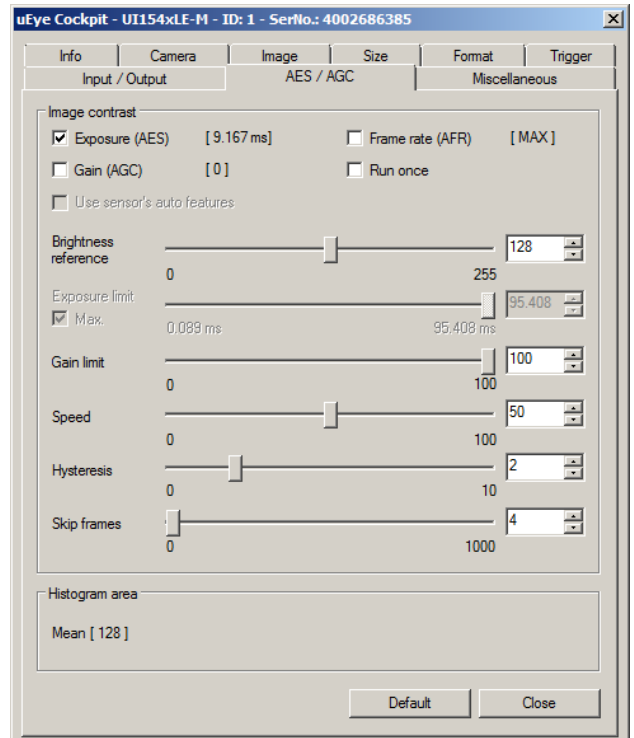 uEye Cockpit - UI154xLE-M - ID: 1 - SerNo.: 4002686385
Info Camera Image Size Format Trigger
Input / Output AES / AGC Miscellaneous
Image contrast
Exposure (AES) [ 9.167 ms] Frame rate (AFR) [ MAX ]
Gain (AGC) [ 0 ] Run once
Use sensor's auto features
Brightness
reference 128
0 255
Exposure limit 95.408
Max. 0.089 ms 95.408 ms
Gain limit 100
0 100
Speed 50
0 100
Hysteresis 2
0 10
Skip frames 4
0 1000
Histogram area
Mean [ 128 ]
Default Close